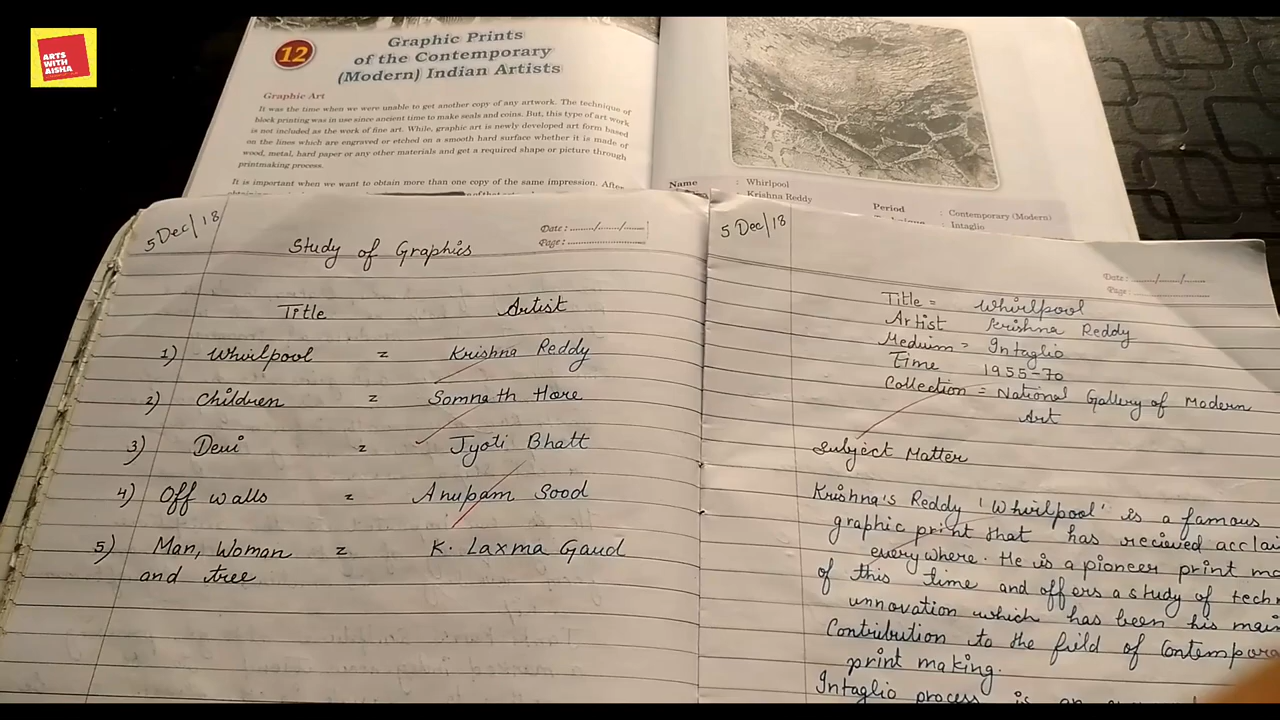 ARTS
WITH
AISHA
12
Graphic Prints
of the Contemporary
(Modern) Indian Artists
Graphic Art
It was the time when we were unable to get another copy of any artwork. The technique of
block printing was in use since ancient time to make seals and coins. But, this type of art work
is not included as the work of fine art. While, graphic art is newly developed art form based
on the lines which are engraved or etched on a smooth hard surface whether it is made of
wood, metal, hard paper or any other materials and get a required shape or picture through
printmaking process.
It is important when we want to obtain more than one copy of the same impression. After
Name : Whirlpool
Krishna Reddy
Period : Contemporary (Modern)
: Intaglio
5 Dec/18
Date : ......../......../........
Page : ........................
Study of Graphics
Title Artist
1) Whirlpool = Krishna Reddy
2) Children = Somnath Hore
3) Devi = Jyoti Bhatt
4) Off walls = Anupam Sood
5) Man, Woman = K. Laxma Gaud
and tree
5 Dec/18
Date : ......../......../........
Page :
Title = Whirlpool
Artist Krishna Reddy
Meduim = Intaglio
Time 1955-70
Collection = National Gallery of Modern
Art
Subject Matter
Krishna's Reddy 'Whirlpool' is a famous
graphic print that has recieved acclai
everywhere. He is a pioneer print ma
of this time and offers a study of techn
unnovation which has been his main
Contribution to the field of Contempora
print making.
Intaglio process is an